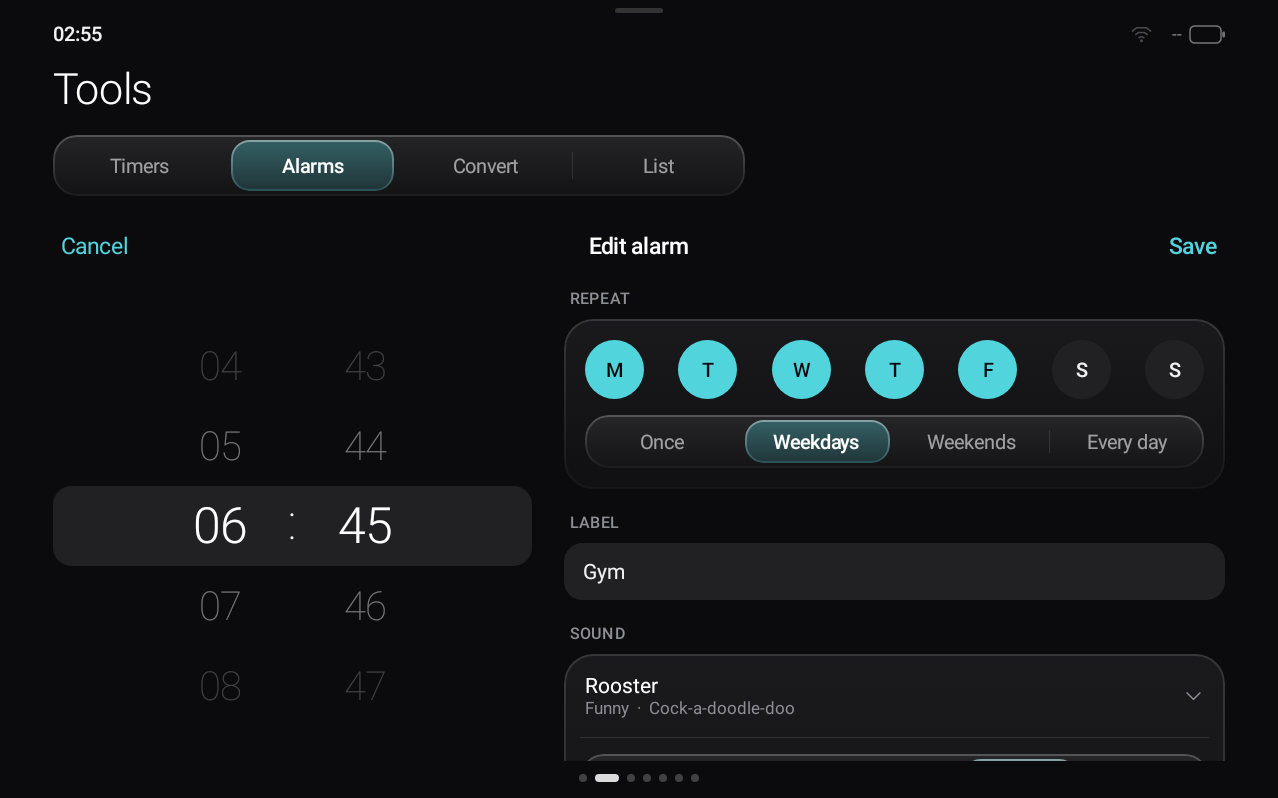 02:55
--
Tools
Timers
Alarms
Convert
List
Cancel
Edit alarm
Save
04 43
05 44
06 : 45
07 46
08 47
REPEAT
M T W T F S S
Once
Weekdays
Weekends
Every day
LABEL
Gym
SOUND
Rooster
Funny · Cock-a-doodle-doo